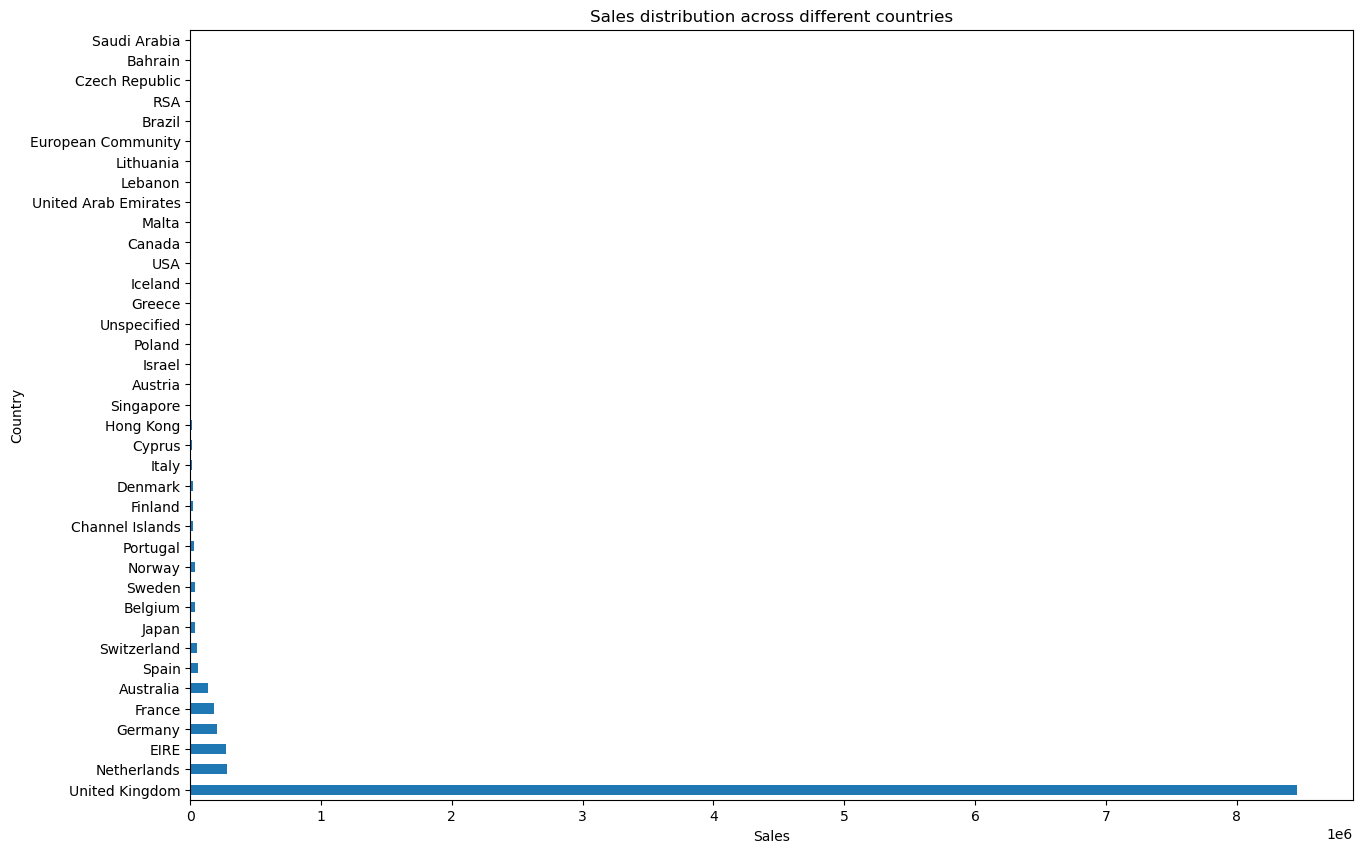 Sales distribution across different countries
Saudi Arabia
Bahrain
Czech Republic
RSA
Brazil
European Community
Lithuania
Lebanon
United Arab Emirates
Malta
Canada
USA
Iceland
Greece
Unspecified
Poland
Israel
Austria
Singapore
Hong Kong
Cyprus
Italy
Denmark
Finland
Channel Islands
Portugal
Norway
Sweden
Belgium
Japan
Switzerland
Spain
Australia
France
Germany
EIRE
Netherlands
United Kingdom
Country
0 1 2 3 4 5 6 7 8
1e6
Sales